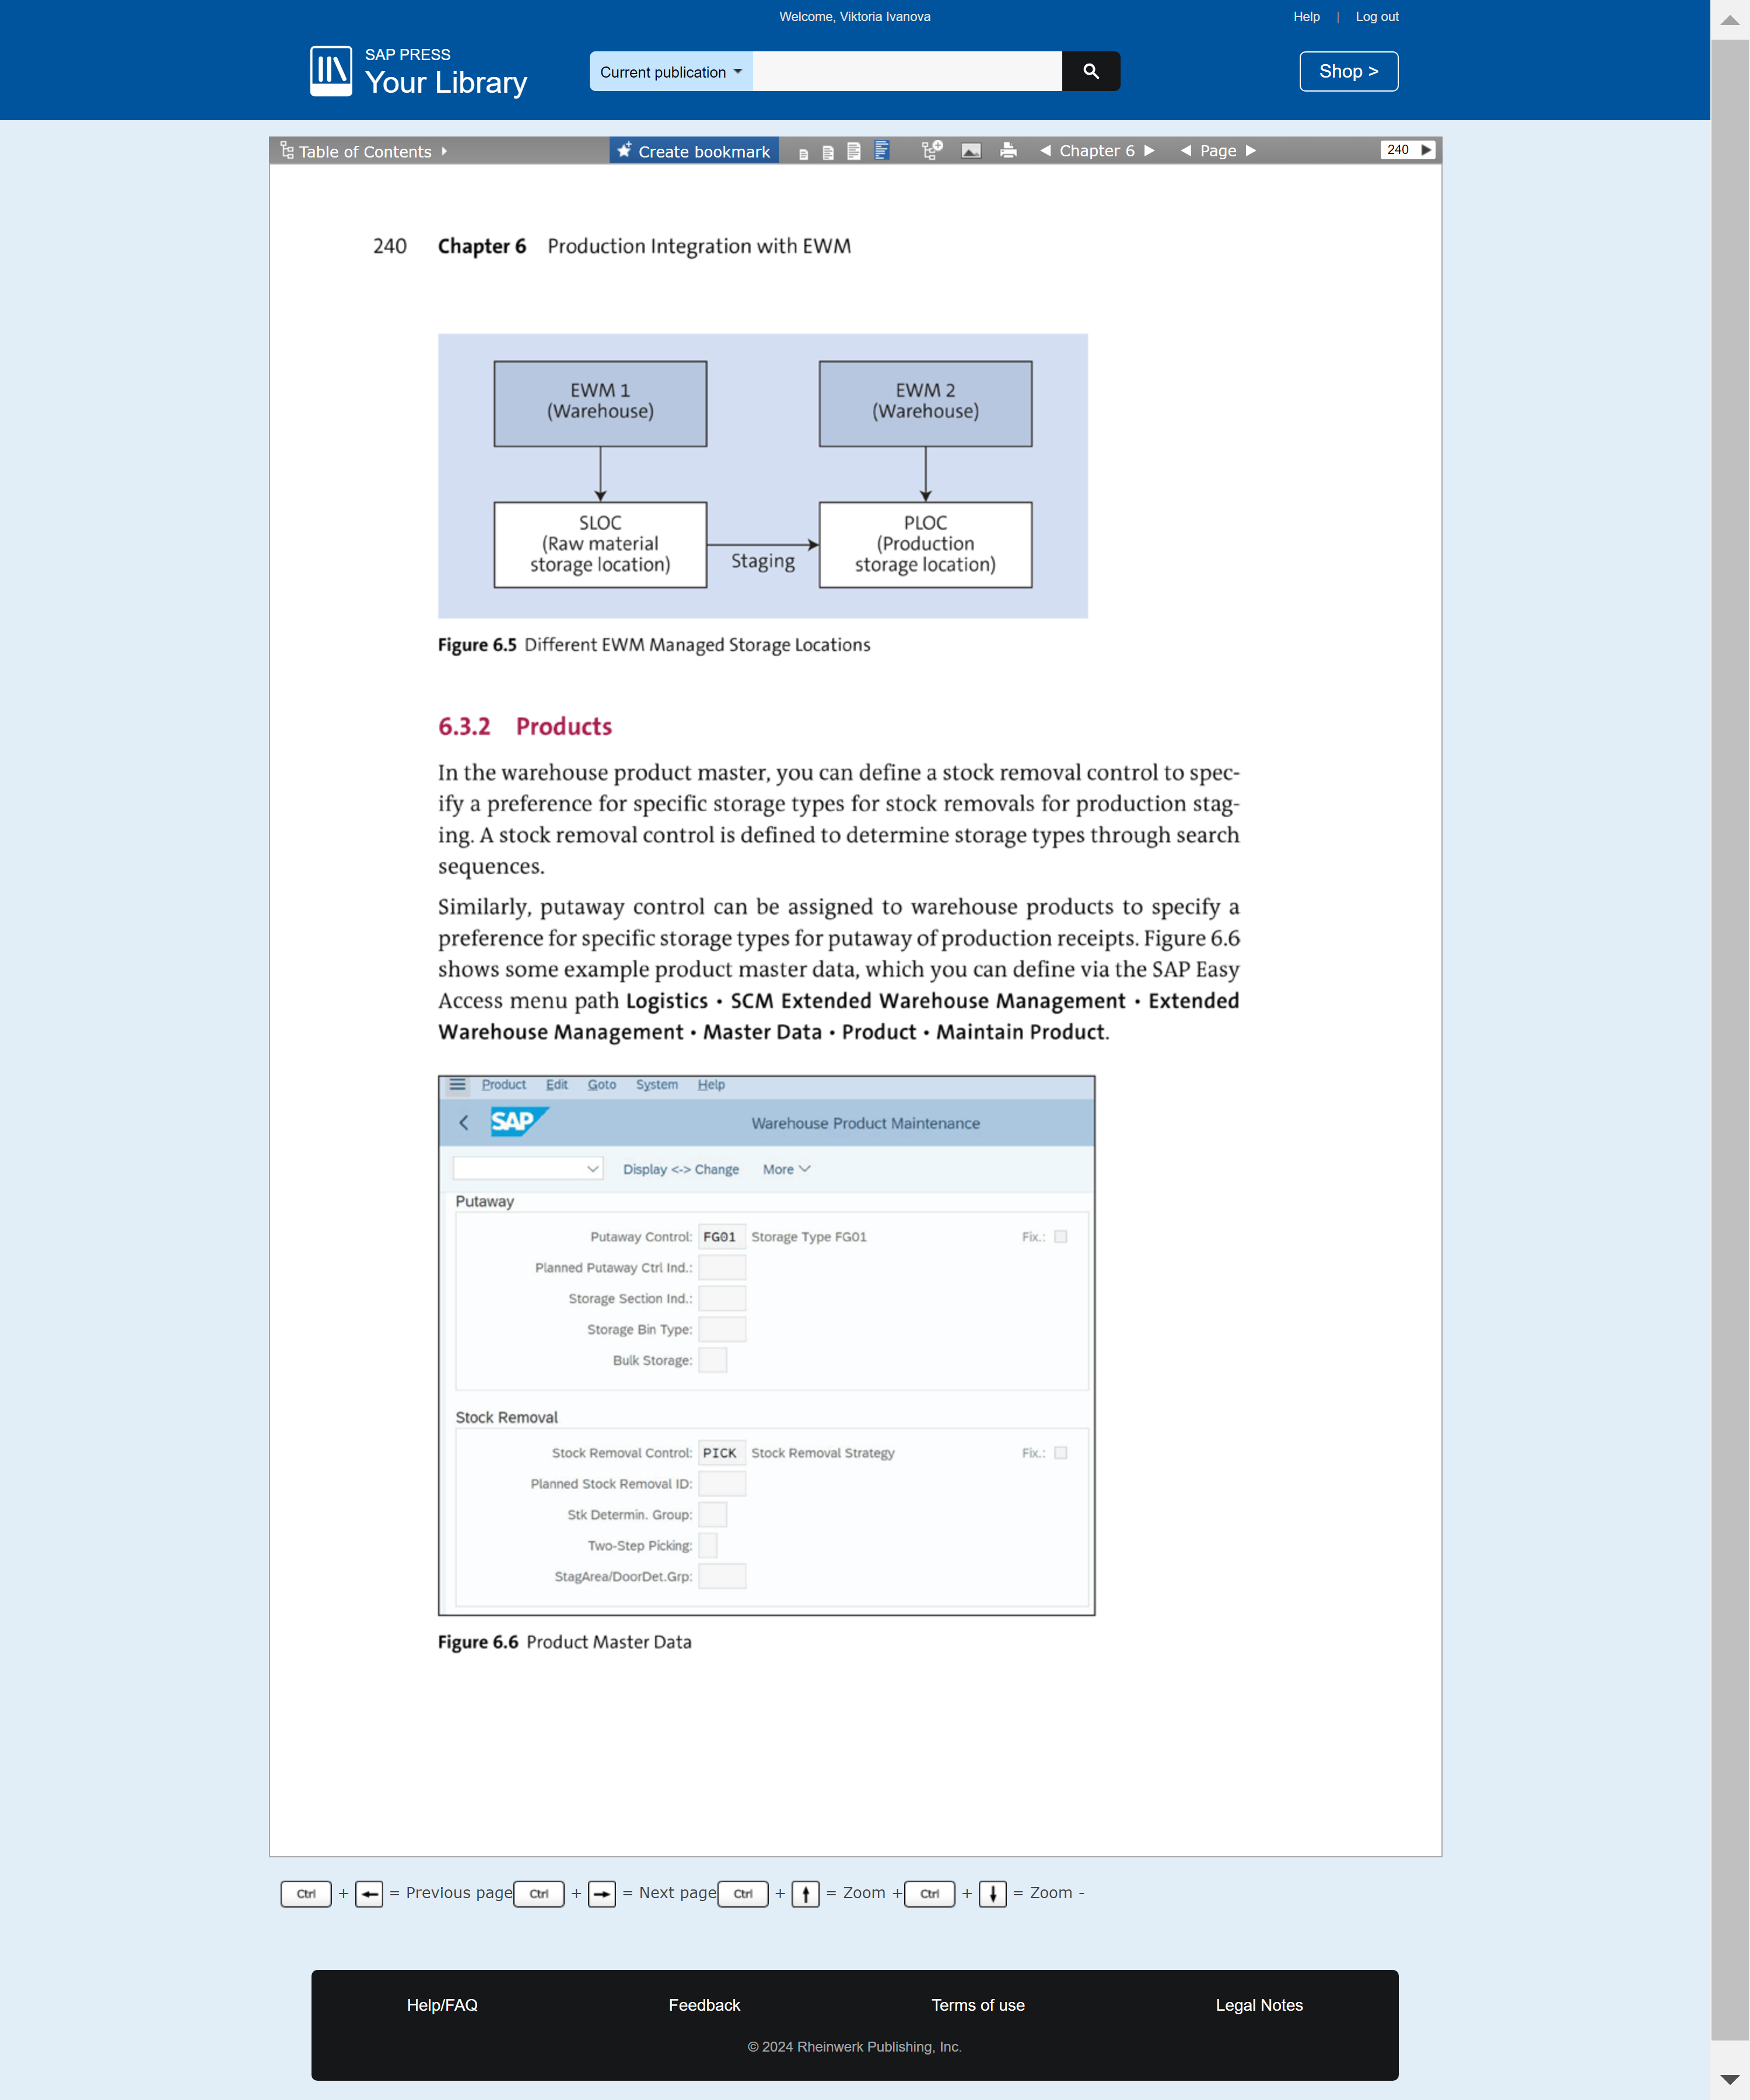 Welcome, Viktoria Ivanova
Help | Log out
SAP PRESS
Your Library
Current publication
Shop >
Table of Contents
Create bookmark
Chapter 6
Page
240
240 Chapter 6 Production Integration with EWM
EWM 1
(Warehouse)
EWM 2
(Warehouse)
SLOC
(Raw material
storage location)
Staging
PLOC
(Production
storage location)
Figure 6.5 Different EWM Managed Storage Locations
6.3.2 Products
In the warehouse product master, you can define a stock removal control to spec-
ify a preference for specific storage types for stock removals for production stag-
ing. A stock removal control is defined to determine storage types through search
sequences.
Similarly, putaway control can be assigned to warehouse products to specify a
preference for specific storage types for putaway of production receipts. Figure 6.6
shows some example product master data, which you can define via the SAP Easy
Access menu path Logistics • SCM Extended Warehouse Management • Extended
Warehouse Management • Master Data • Product • Maintain Product.
Product Edit Goto System Help
SAP
Warehouse Product Maintenance
Display <-> Change More
Putaway
Putaway Control: FG01 Storage Type FG01 Fix.:
Planned Putaway Ctrl Ind.:
Storage Section Ind.:
Storage Bin Type:
Bulk Storage:
Stock Removal
Stock Removal Control: PICK Stock Removal Strategy Fix.:
Planned Stock Removal ID:
Stk Determin. Group:
Two-Step Picking:
StagArea/DoorDet.Grp:
Figure 6.6 Product Master Data
Ctrl + ← = Previous page Ctrl + → = Next page Ctrl + ↑ = Zoom + Ctrl + ↓ = Zoom -
Help/FAQ
Feedback
Terms of use
Legal Notes
© 2024 Rheinwerk Publishing, Inc.